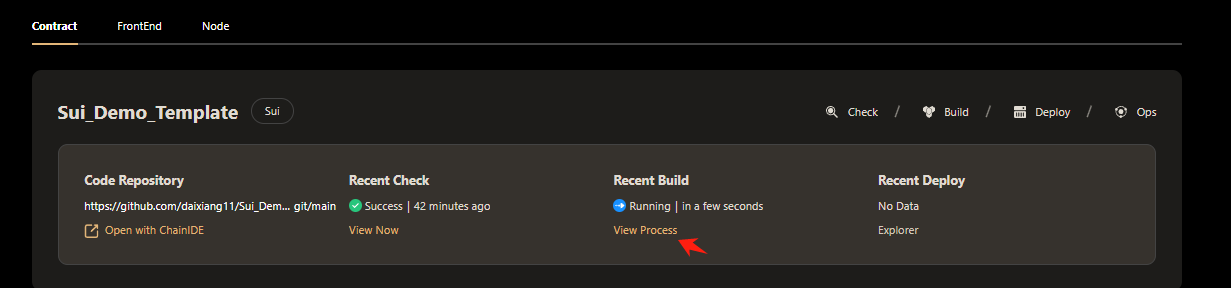 Contract FrontEnd Node
Sui_Demo_Template Sui Check / Build / Deploy / Ops
Code Repository Recent Check Recent Build Recent Deploy
https://github.com/daixiang11/Sui_Dem... git/main Success | 42 minutes ago Running | in a few seconds No Data
Open with ChainIDE View Now View Process Explorer